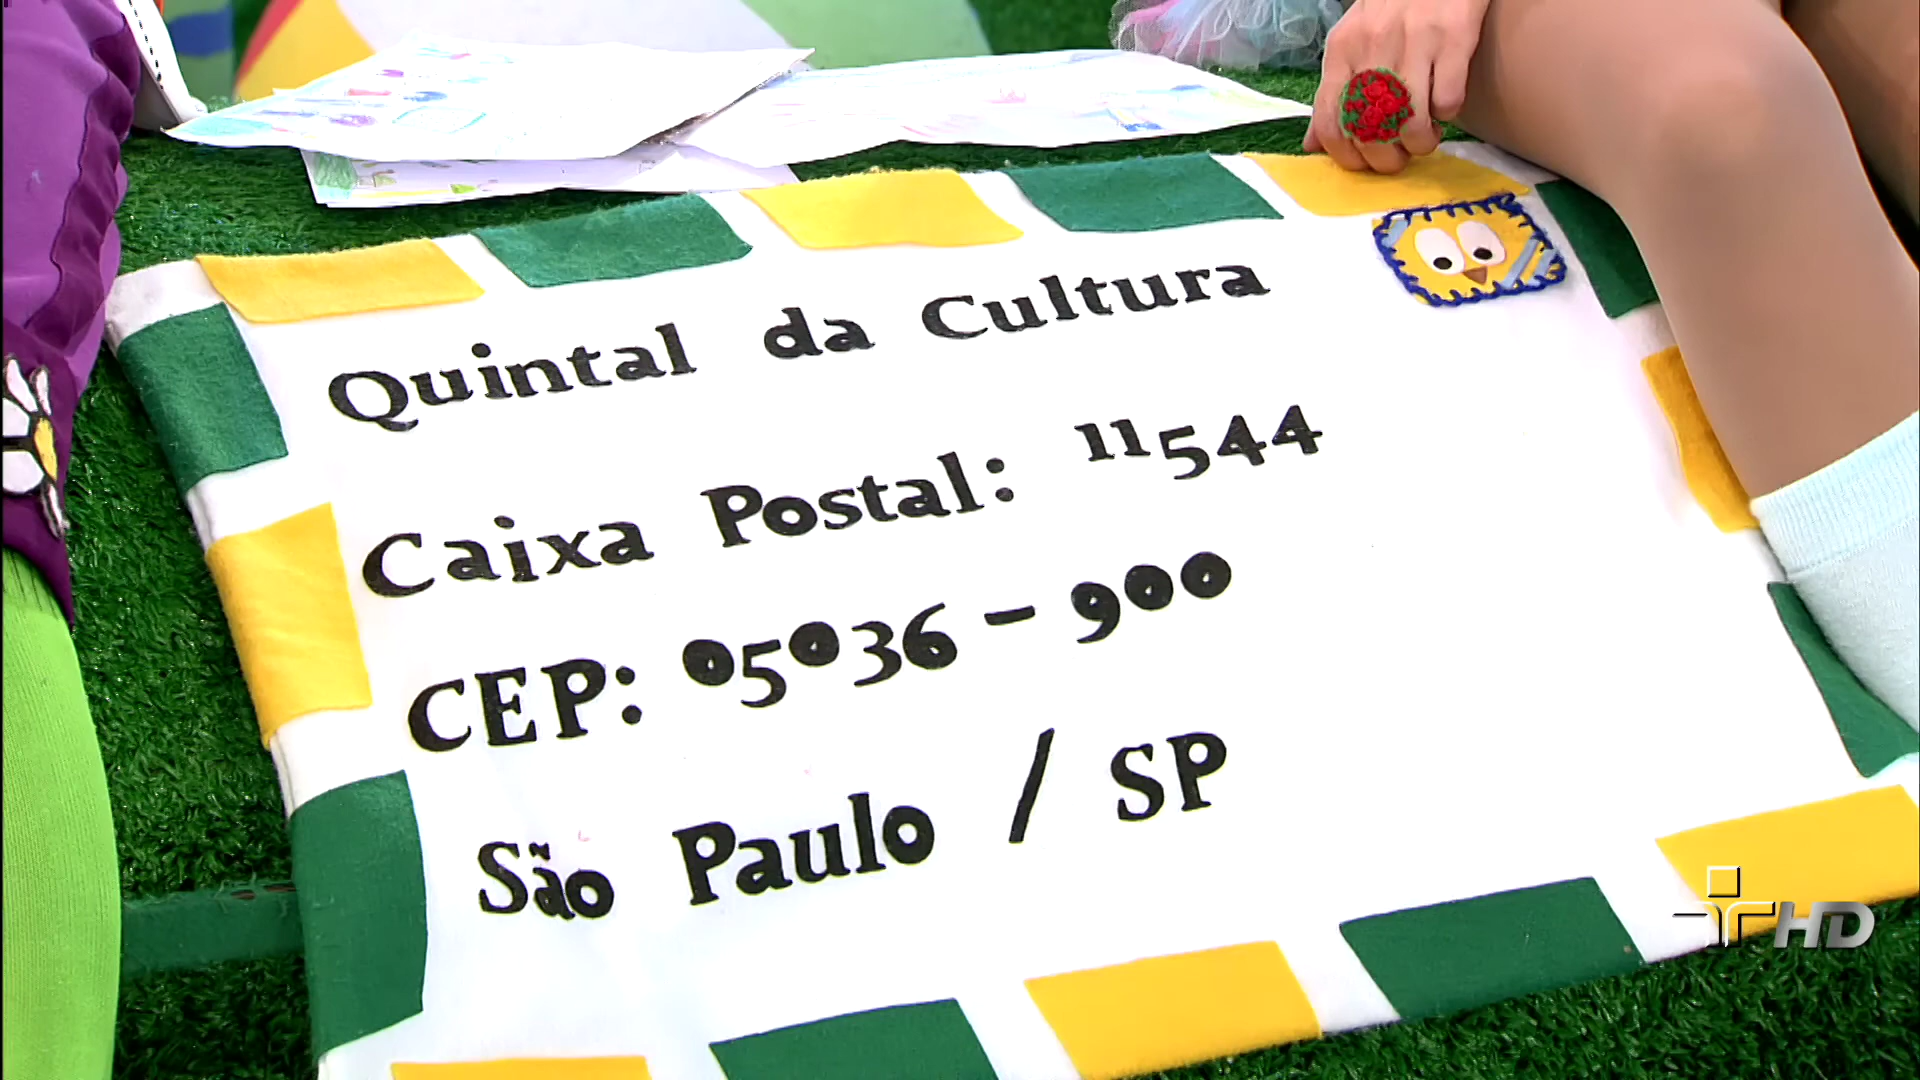 Quintal da Cultura
Caixa Postal: 11544
CEP: 05036 - 900
São Paulo / SP
HD